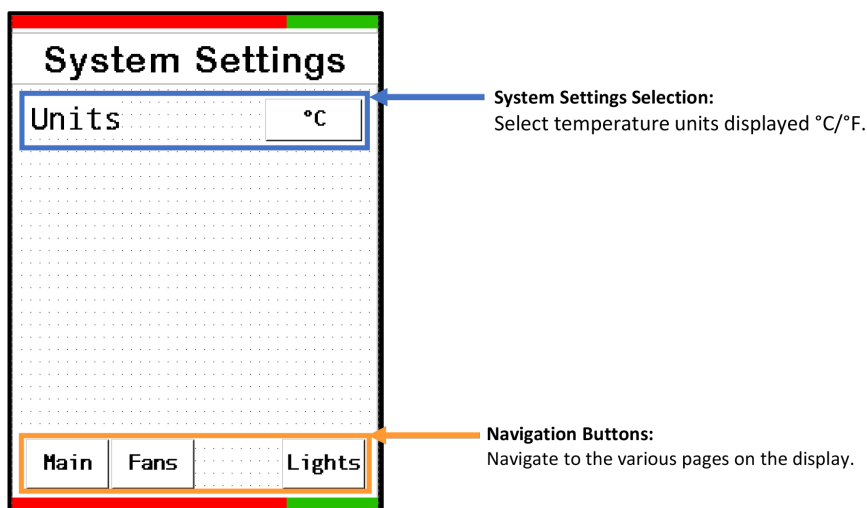 System Settings
Units °C
System Settings Selection:
Select temperature units displayed °C/°F.
Navigation Buttons:
Navigate to the various pages on the display.
Main Fans Lights